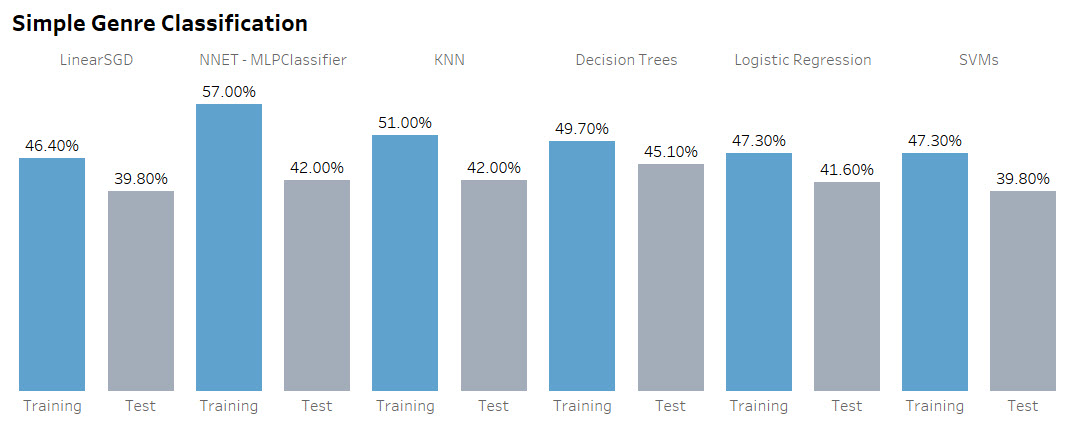 Simple Genre Classification
LinearSGD NNET - MLPClassifier KNN Decision Trees Logistic Regression SVMs
57.00%
51.00%
49.70%
47.30% 47.30%
46.40%
45.10%
42.00% 42.00% 41.60%
39.80% 39.80%
Training Test Training Test Training Test Training Test Training Test Training Test